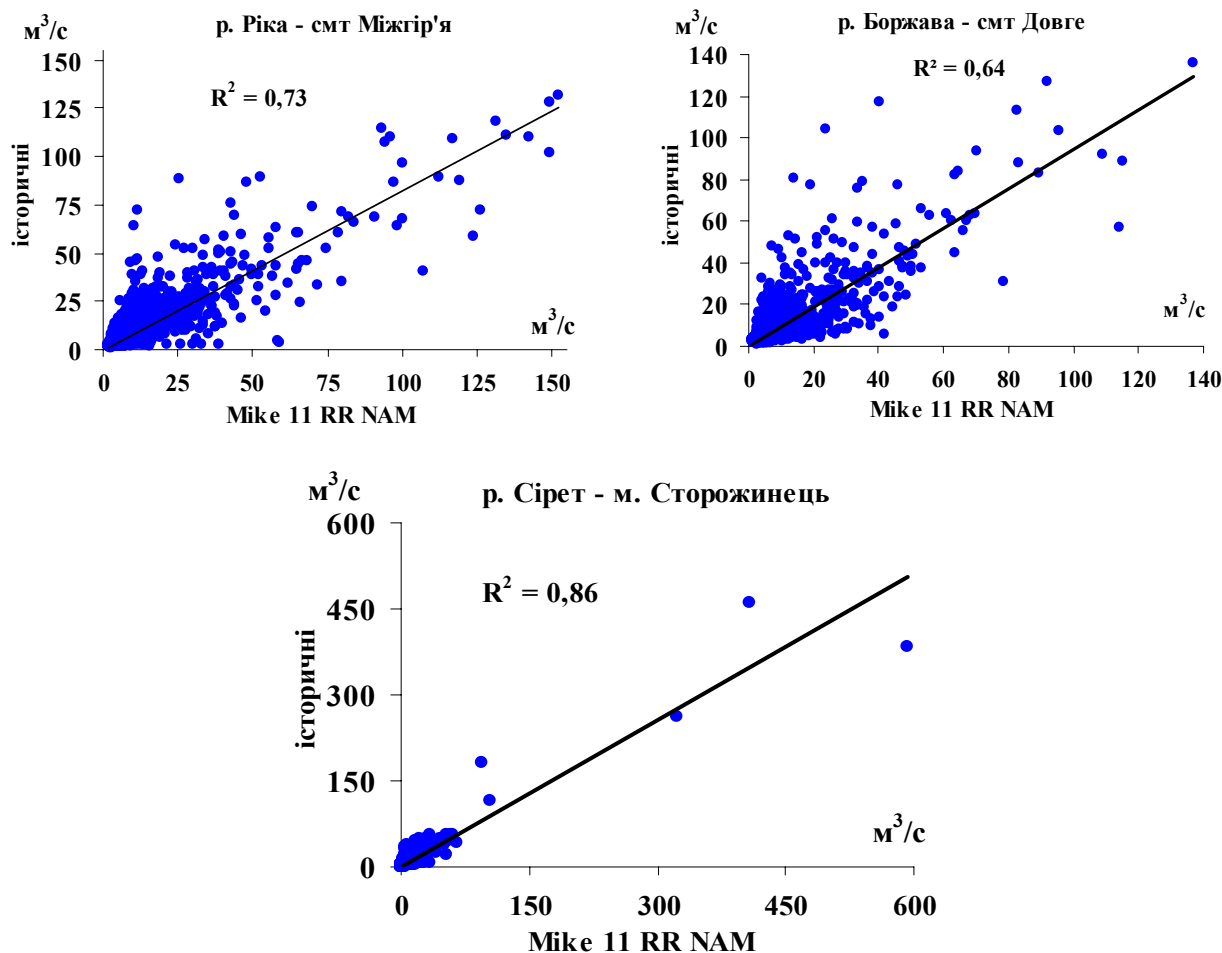 р. Ріка - смт Міжгір'я
м³/с
150
125
100
75
50
25
0
історичні
R² = 0,73
м³/с
0 25 50 75 100 125 150
Mike 11 RR NAM
р. Боржава - смт Довге
м³/с
140
120
100
80
60
40
20
0
історичні
R² = 0,64
м³/с
0 20 40 60 80 100 120 140
Mike 11 RR NAM
р. Сірет - м. Сторожинець
м³/с
600
450
300
150
0
історичні
R² = 0,86
м³/с
0 150 300 450 600
Mike 11 RR NAM